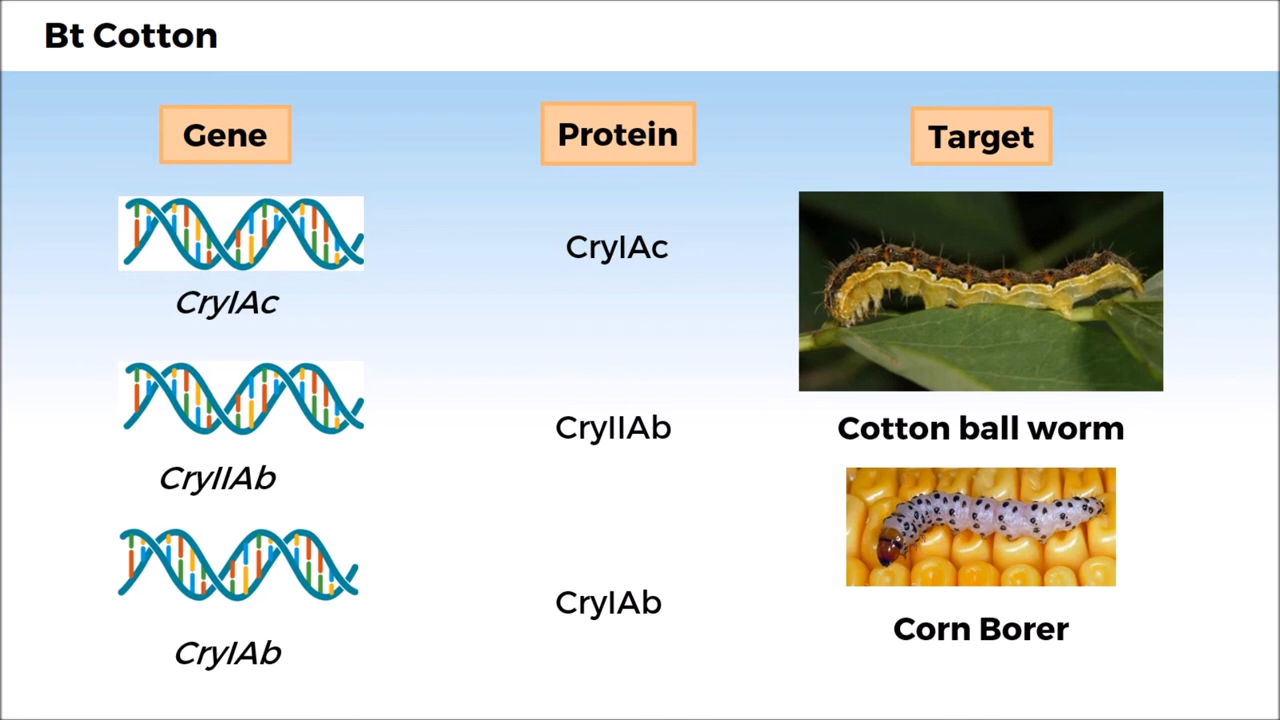 Bt Cotton
Gene
Protein
Target
CryIAc
CryIAc
Cotton ball worm
CryIIAb
CryIIAb
CryIAb
CryIAb
Corn Borer